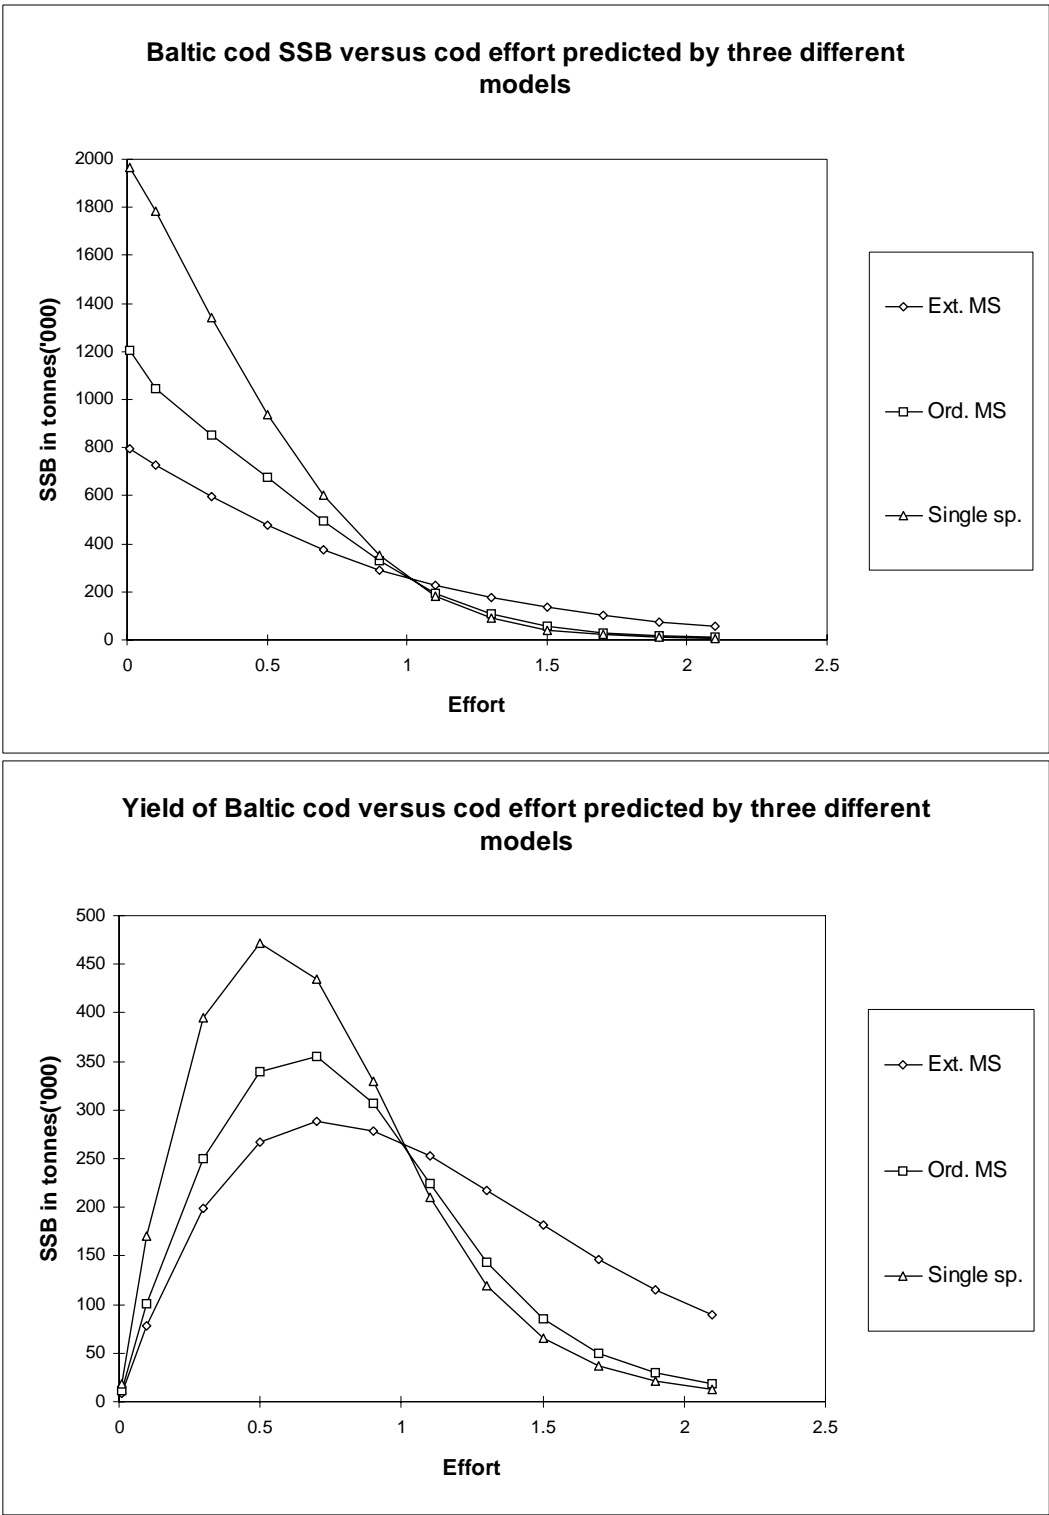 Baltic cod SSB versus cod effort predicted by three different
models
2000
1800
1600
1400
1200
1000
800
600
400
200
0
SSB in tonnes('000)
0
0.5
1
1.5
2
2.5
Effort
Ext. MS
Ord. MS
Single sp.
Yield of Baltic cod versus cod effort predicted by three different
models
500
450
400
350
300
250
200
150
100
50
0
SSB in tonnes('000)
0
0.5
1
1.5
2
2.5
Effort
Ext. MS
Ord. MS
Single sp.